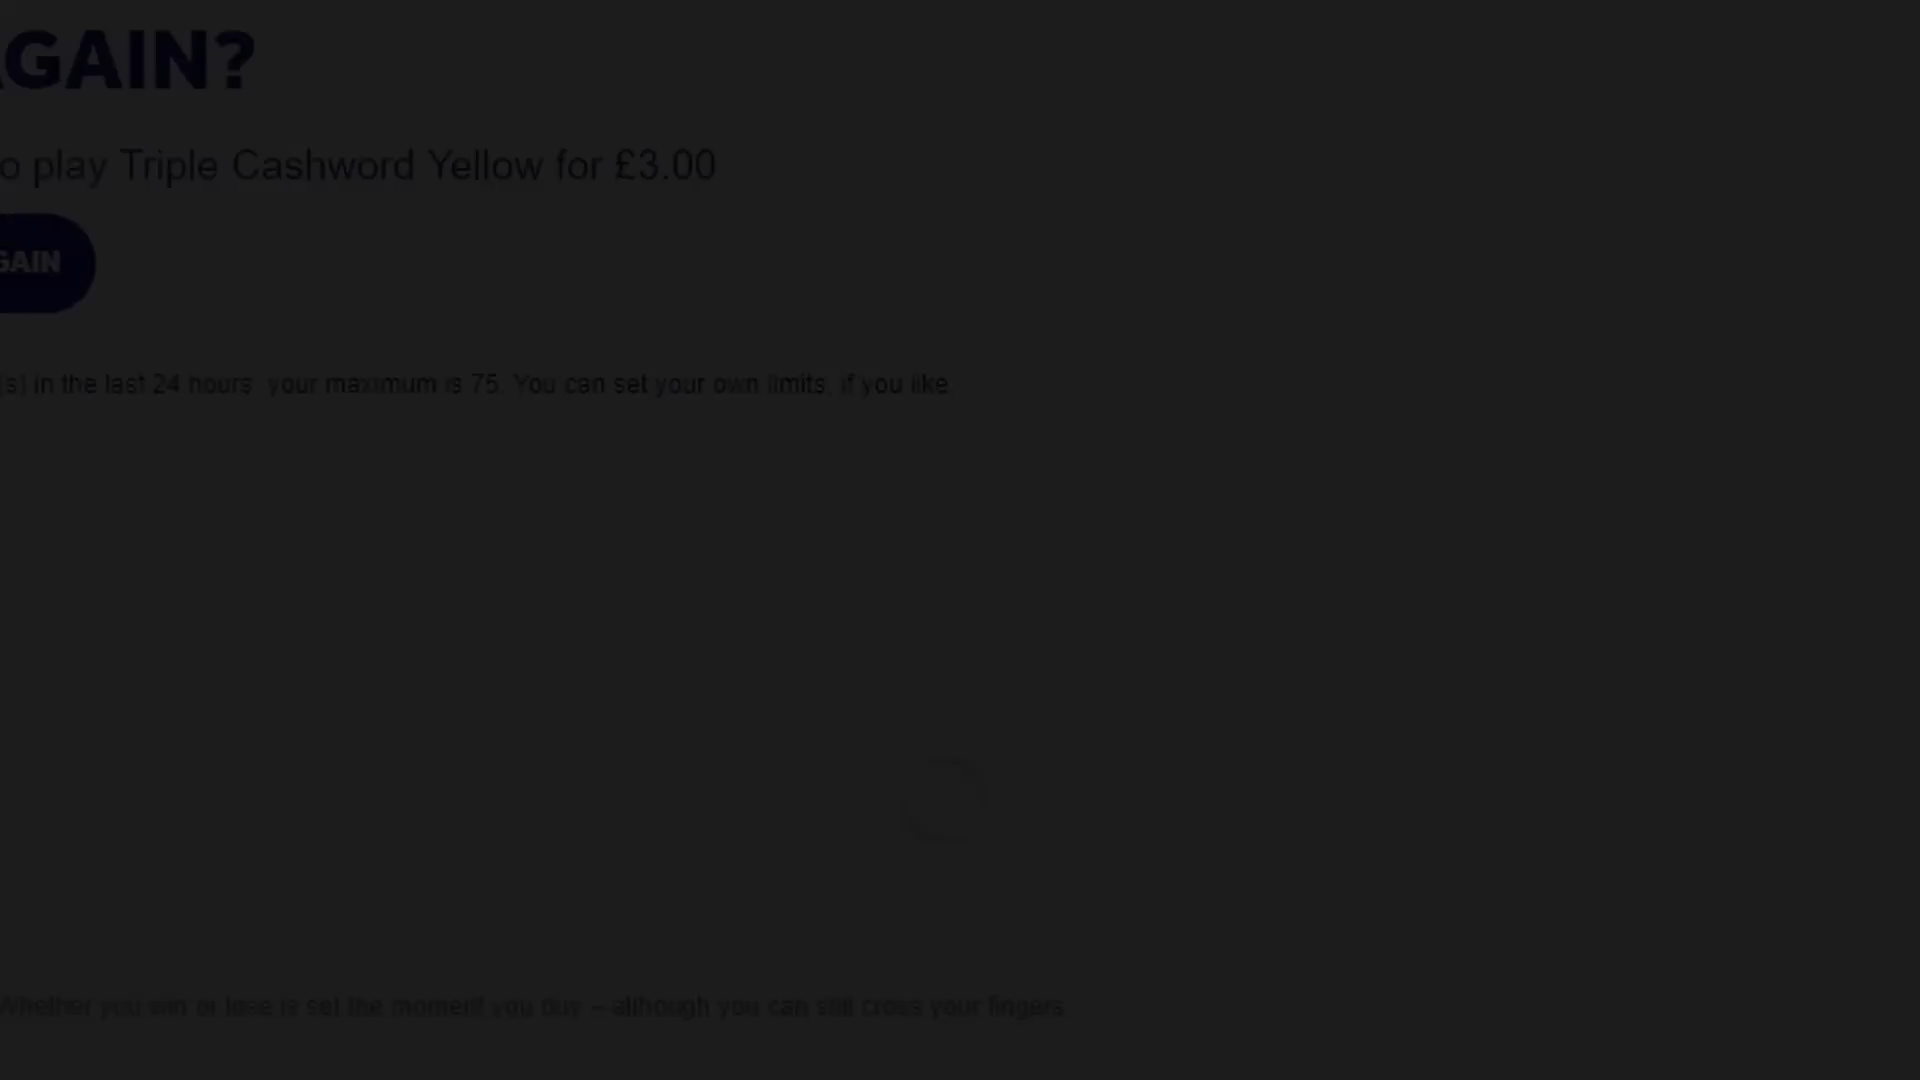 AGAIN?
o play Triple Cashword Yellow for £3.00
GAIN
(s) in the last 24 hours, your maximum is 75. You can set your own limits, if you like
Whether you win or lose is set the moment you buy – although you can still cross your fingers